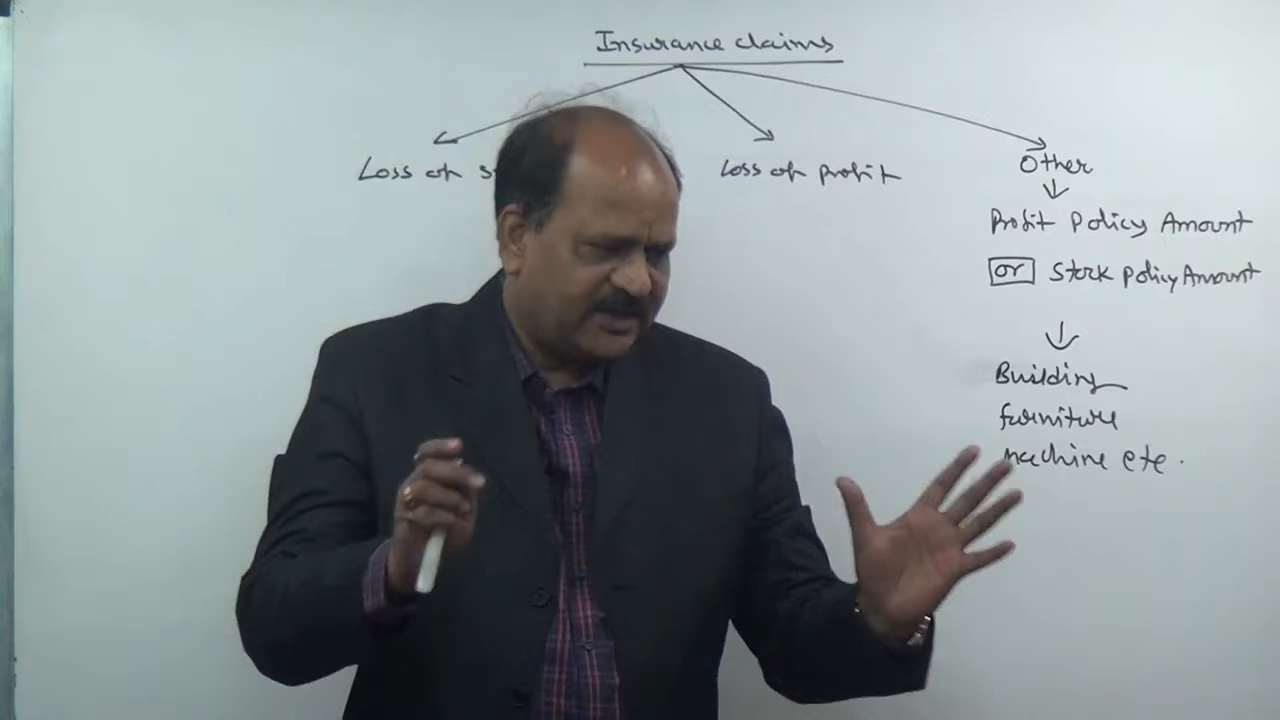 Insurance claims
Loss of
Loss of profit
Other
Profit Policy Amount
or Stock policy Amount
Building
furniture
machine etc.